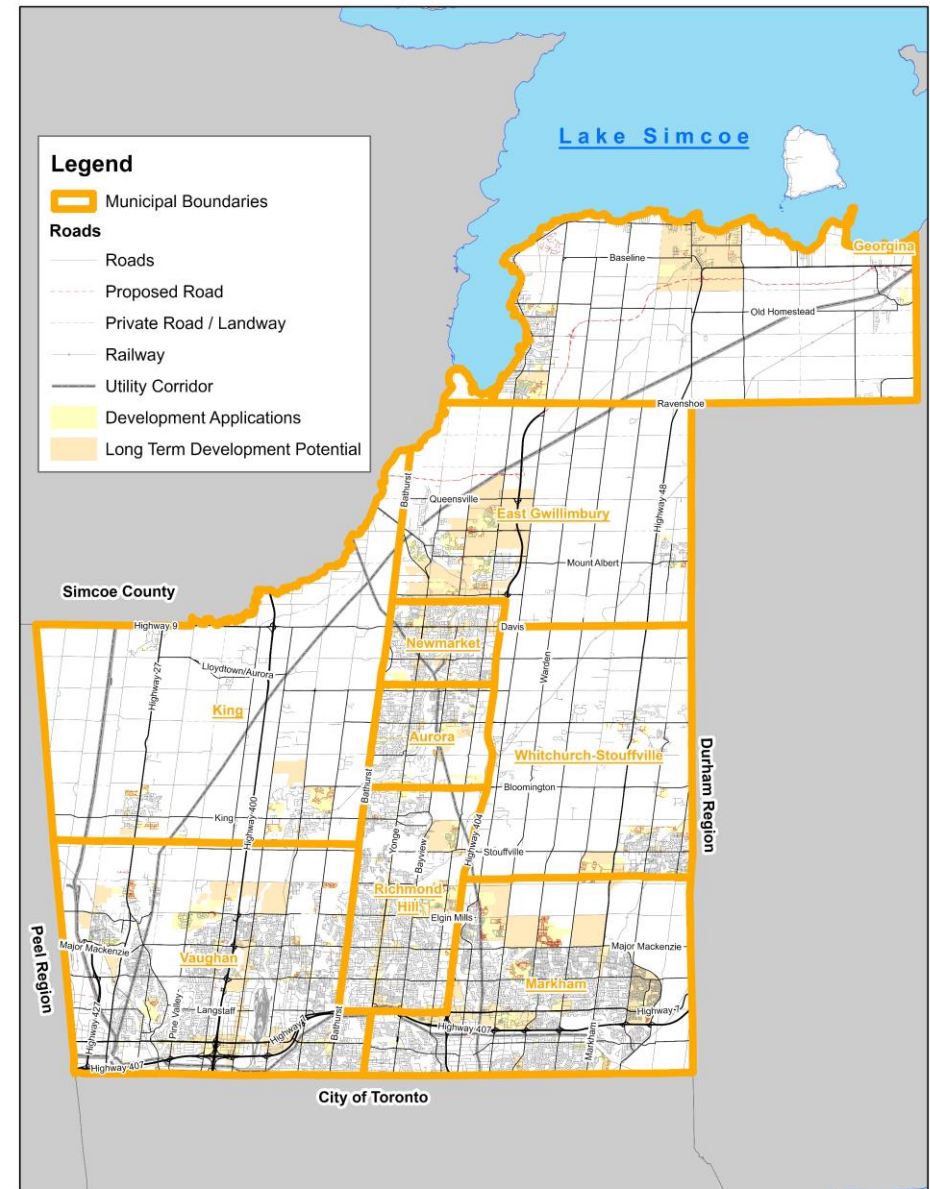 Lake Simcoe
Legend
Municipal Boundaries
Roads
Roads
Proposed Road
Private Road / Landway
Railway
Utility Corridor
Development Applications
Long Term Development Potential
Georgina
Baseline
Old Homestead
Ravenshoe
Bathurst
Highway 48
Queensville
East Gwillimbury
Mount Albert
Simcoe County
Highway 9
Davis
Newmarket
Lloydtown/Aurora
Highway 27
Warden
King
Aurora
Whitchurch-Stouffville
Durham Region
Bathurst
Bloomington
Highway 400
King
Yonge
Bayview
Highway 404
Stouffville
Richmond
Hill
Elgin Mills
Peel Region
Major Mackenzie
Vaughan
Major Mackenzie
Markham
Highway 427
Pine Valley
Langstaff
Highway 7
Bathurst
Highway 407
Markham
Highway 7
Highway 407
City of Toronto